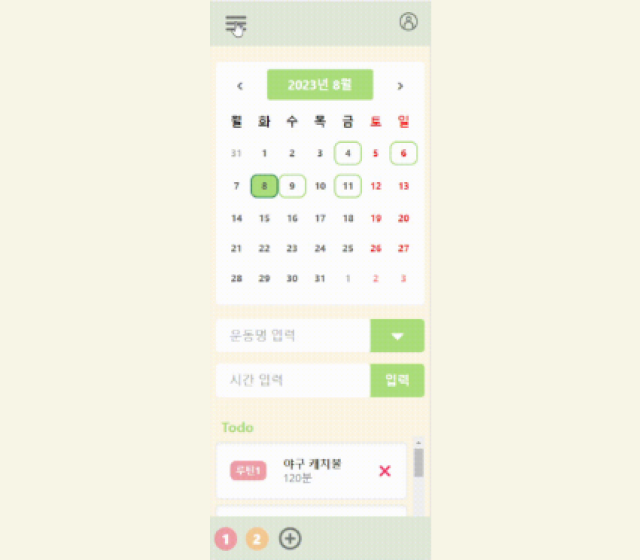 2023년 8월
월 화 수 목 금 토 일
31 1 2 3 4 5 6
7 8 9 10 11 12 13
14 15 16 17 18 19 20
21 22 23 24 25 26 27
28 29 30 31 1 2 3
운동명 입력
시간 입력
입력
Todo
루틴1
야구 캐치볼
120분
1 2